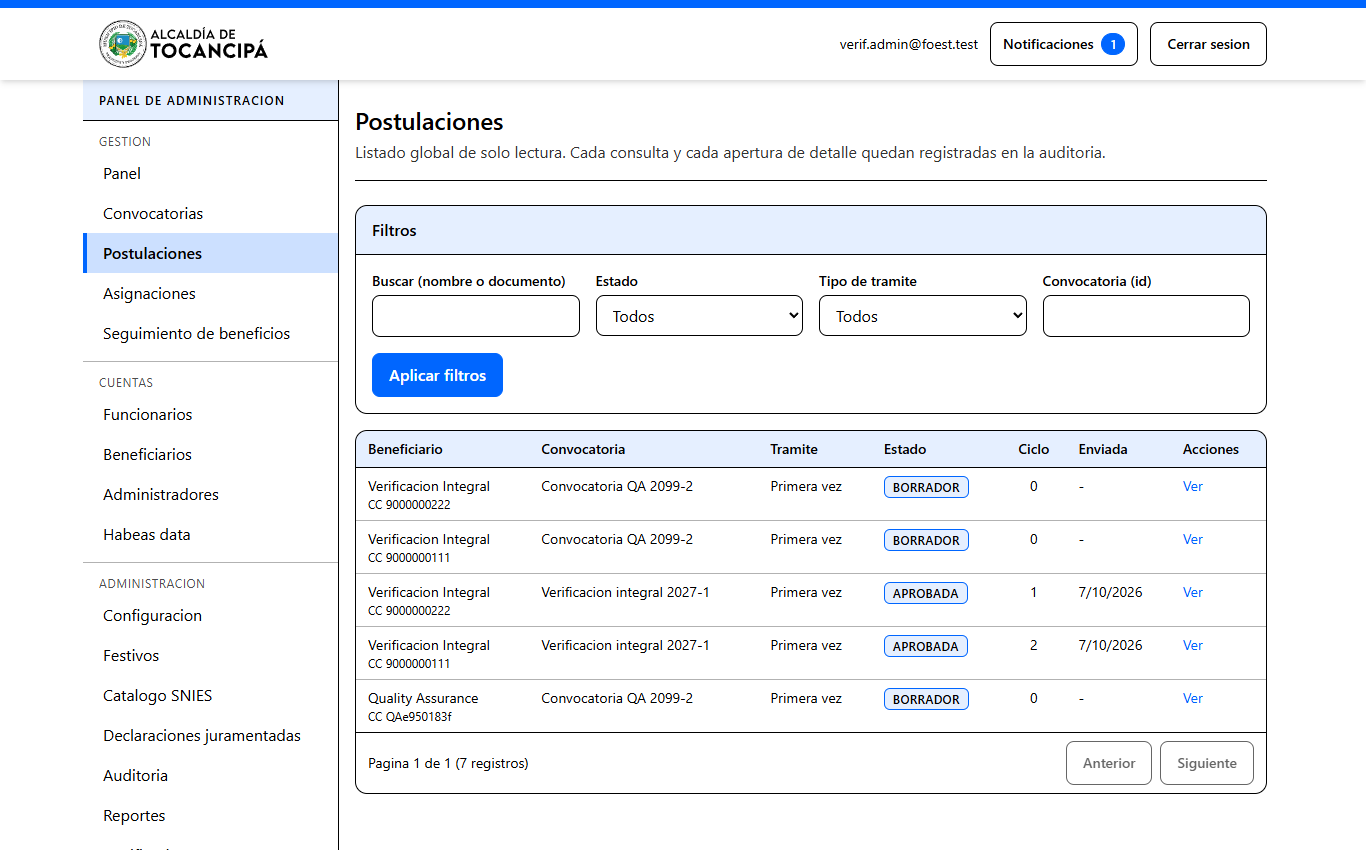 ALCALDÍA DE
TOCANCIPÁ
verif.admin@foest.test
Notificaciones 1
Cerrar sesion
PANEL DE ADMINISTRACION
GESTION
Panel
Convocatorias
Postulaciones
Asignaciones
Seguimiento de beneficios
CUENTAS
Funcionarios
Beneficiarios
Administradores
Habeas data
ADMINISTRACION
Configuracion
Festivos
Catalogo SNIES
Declaraciones juramentadas
Auditoria
Reportes
Postulaciones
Listado global de solo lectura. Cada consulta y cada apertura de detalle quedan registradas en la auditoria.
Filtros
Buscar (nombre o documento) Estado Tipo de tramite Convocatoria (id)
Todos Todos
Aplicar filtros
Beneficiario Convocatoria Tramite Estado Ciclo Enviada Acciones
Verificacion Integral Convocatoria QA 2099-2 Primera vez BORRADOR 0 - Ver
CC 9000000222
Verificacion Integral Convocatoria QA 2099-2 Primera vez BORRADOR 0 - Ver
CC 9000000111
Verificacion Integral Verificacion integral 2027-1 Primera vez APROBADA 1 7/10/2026 Ver
CC 9000000222
Verificacion Integral Verificacion integral 2027-1 Primera vez APROBADA 2 7/10/2026 Ver
CC 9000000111
Quality Assurance Convocatoria QA 2099-2 Primera vez BORRADOR 0 - Ver
CC QAe950183f
Pagina 1 de 1 (7 registros) Anterior Siguiente